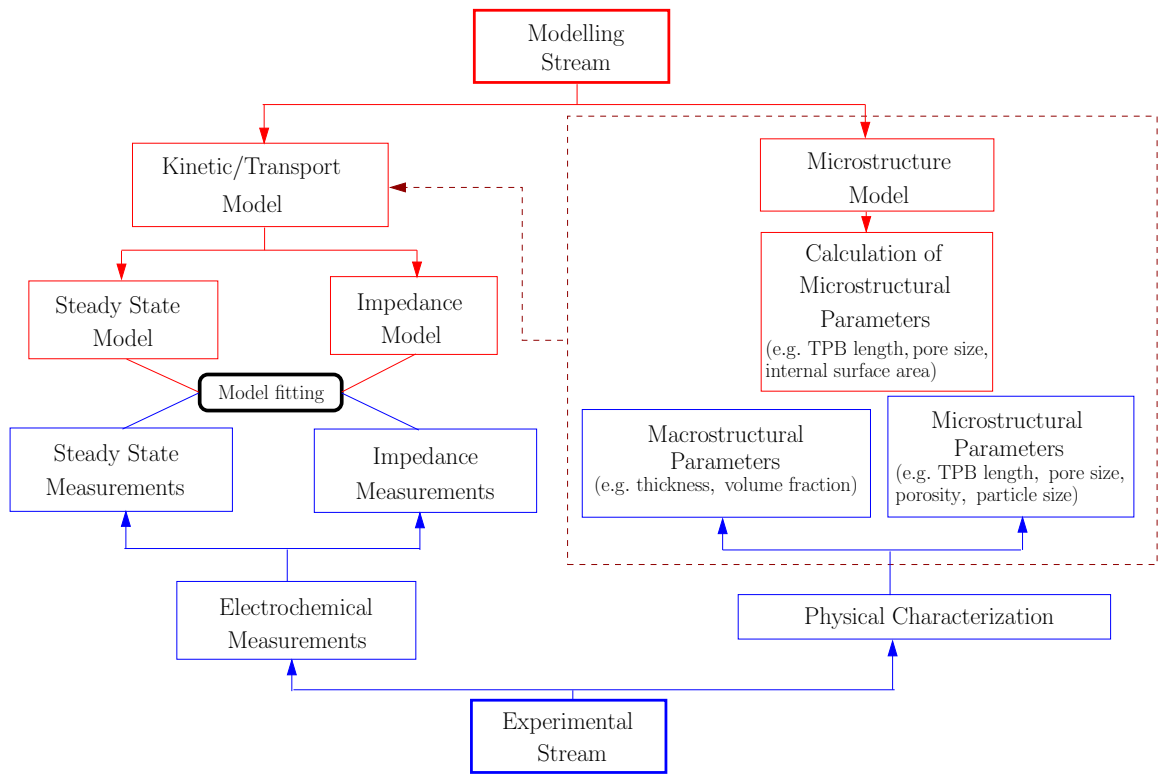 Modelling
Stream
Kinetic/Transport
Model
Microstructure
Model
Calculation of
Microstructural
Parameters
(e.g. TPB length, pore size,
internal surface area)
Steady State
Model
Impedance
Model
Model fitting
Steady State
Measurements
Impedance
Measurements
Macrostructural
Parameters
(e.g. thickness, volume fraction)
Microstructural
Parameters
(e.g. TPB length, pore size,
porosity, particle size)
Electrochemical
Measurements
Physical Characterization
Experimental
Stream